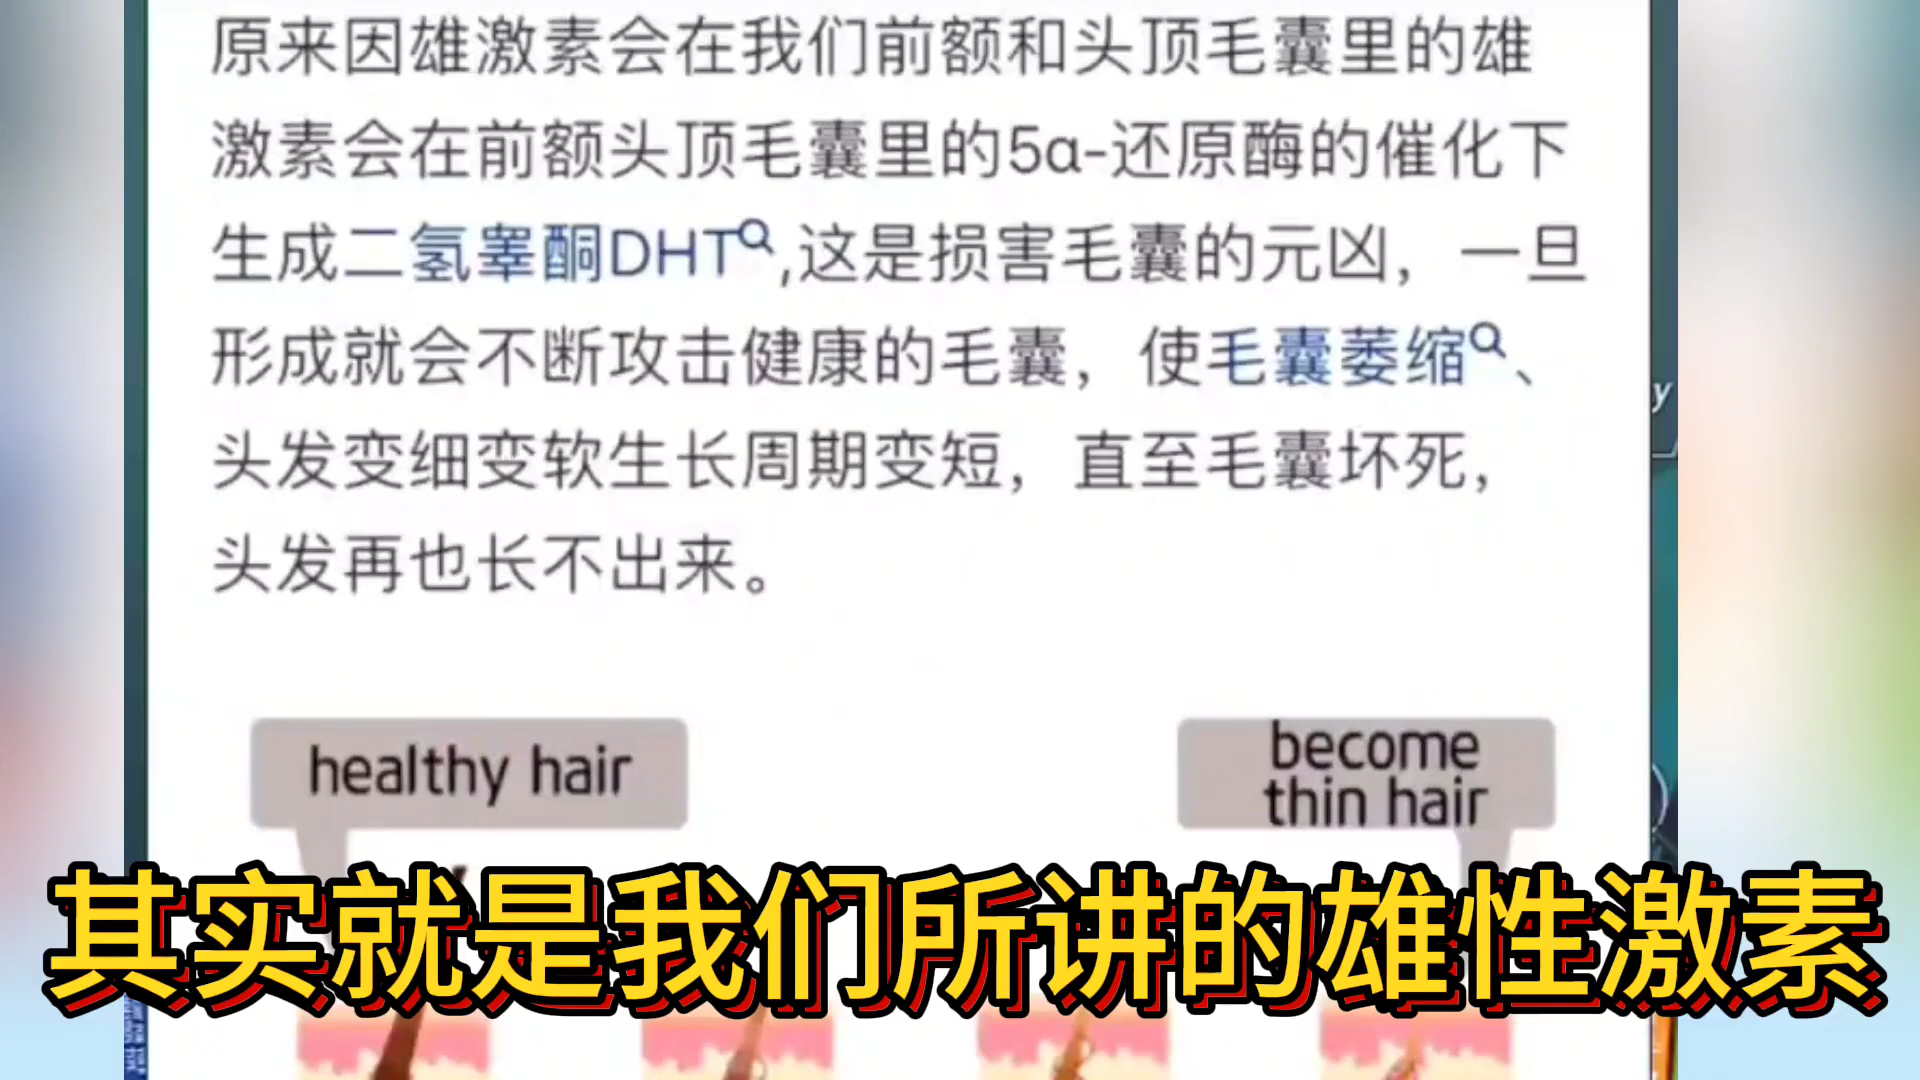 原来因雄激素会在我们前额和头顶毛囊里的雄
激素会在前额头顶毛囊里的5α-还原酶的催化下
生成二氢睾酮DHT,这是损害毛囊的元凶，一旦
形成就会不断攻击健康的毛囊，使毛囊萎缩、
头发变细变软生长周期变短，直至毛囊坏死，
头发再也长不出来。
healthy hair
become
thin hair
其实就是我们所讲的雄性激素